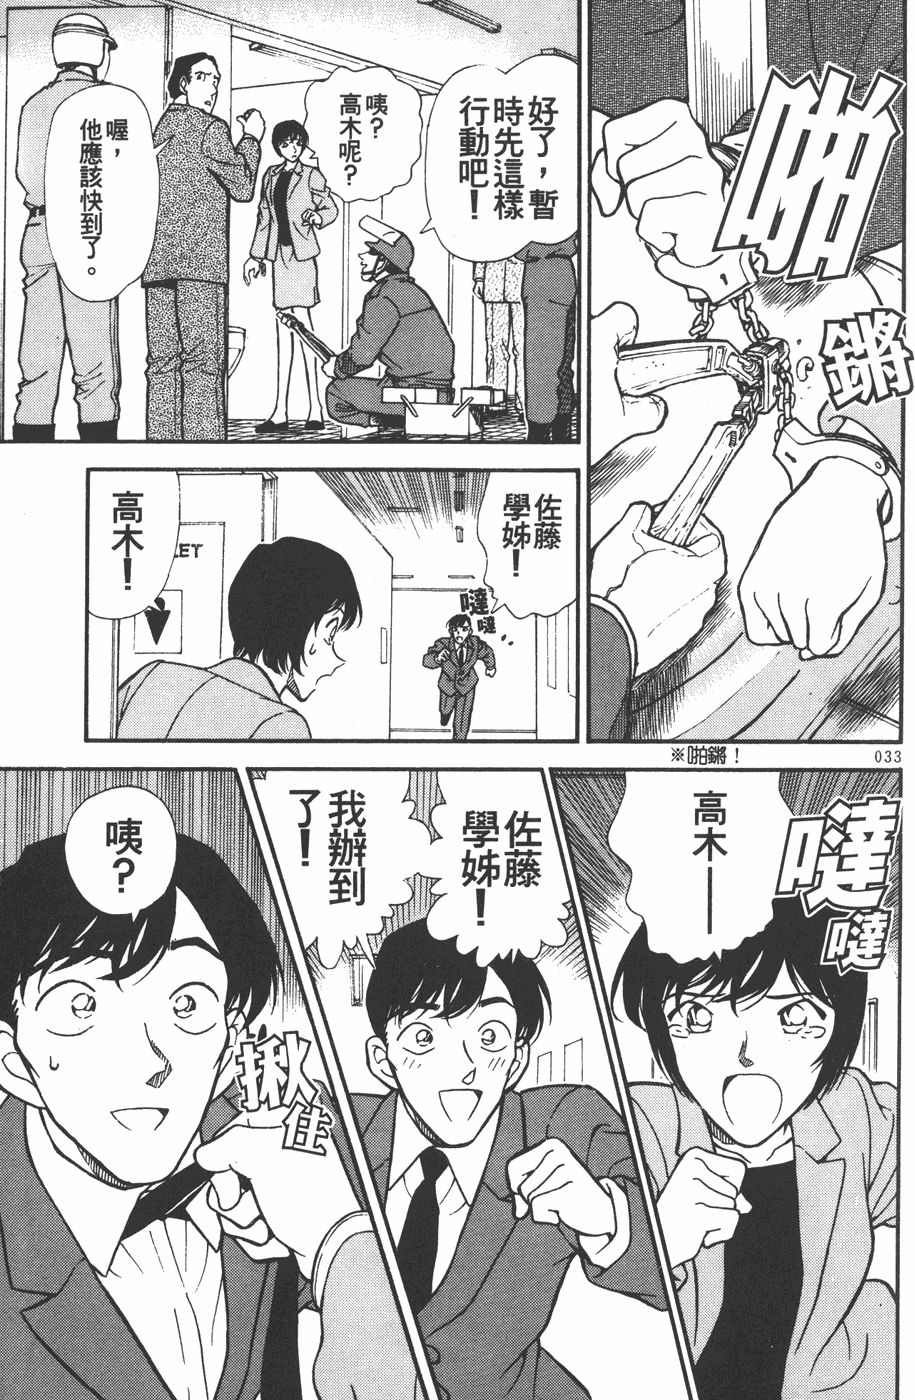 啪
鏘
※啪鏘！
033
好了，暫
時先這樣
行動吧！
咦？
高木呢？
喔，
他應該快到了。
佐藤
學姊！
噠
噠
高木！
LET
噠
噠
高木——
佐藤
學姊！
我辦到
了！
咦？
揪
住